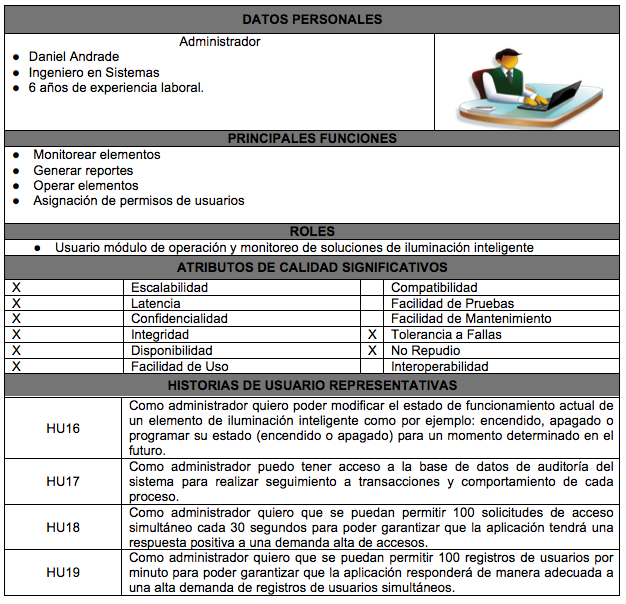 DATOS PERSONALES
Administrador
● Daniel Andrade
● Ingeniero en Sistemas
● 6 años de experiencia laboral.
PRINCIPALES FUNCIONES
● Monitorear elementos
● Generar reportes
● Operar elementos
● Asignación de permisos de usuarios
ROLES
● Usuario módulo de operación y monitoreo de soluciones de iluminación inteligente
ATRIBUTOS DE CALIDAD SIGNIFICATIVOS
X Escalabilidad Compatibilidad
X Latencia Facilidad de Pruebas
X Confidencialidad Facilidad de Mantenimiento
X Integridad X Tolerancia a Fallas
X Disponibilidad X No Repudio
X Facilidad de Uso Interoperabilidad
HISTORIAS DE USUARIO REPRESENTATIVAS
HU16
Como administrador quiero poder modificar el estado de funcionamiento actual de
un elemento de iluminación inteligente como por ejemplo: encendido, apagado o
programar su estado (encendido o apagado) para un momento determinado en el
futuro.
HU17
Como administrador puedo tener acceso a la base de datos de auditoría del
sistema para realizar seguimiento a transacciones y comportamiento de cada
proceso.
HU18
Como administrador quiero que se puedan permitir 100 solicitudes de acceso
simultáneo cada 30 segundos para poder garantizar que la aplicación tendrá una
respuesta positiva a una demanda alta de accesos.
HU19
Como administrador quiero que se puedan permitir 100 registros de usuarios por
minuto para poder garantizar que la aplicación responderá de manera adecuada a
una alta demanda de registros de usuarios simultáneos.